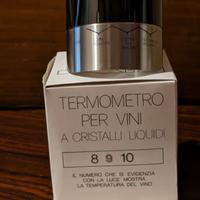 TERMOMETRO
PER VINI
A CRISTALLI LIQUIDI
8 9 10
IL NUMERO CHE SI EVIDENZIA
CON LA LUCE MOSTRA
LA TEMPERATURA DEL VINO